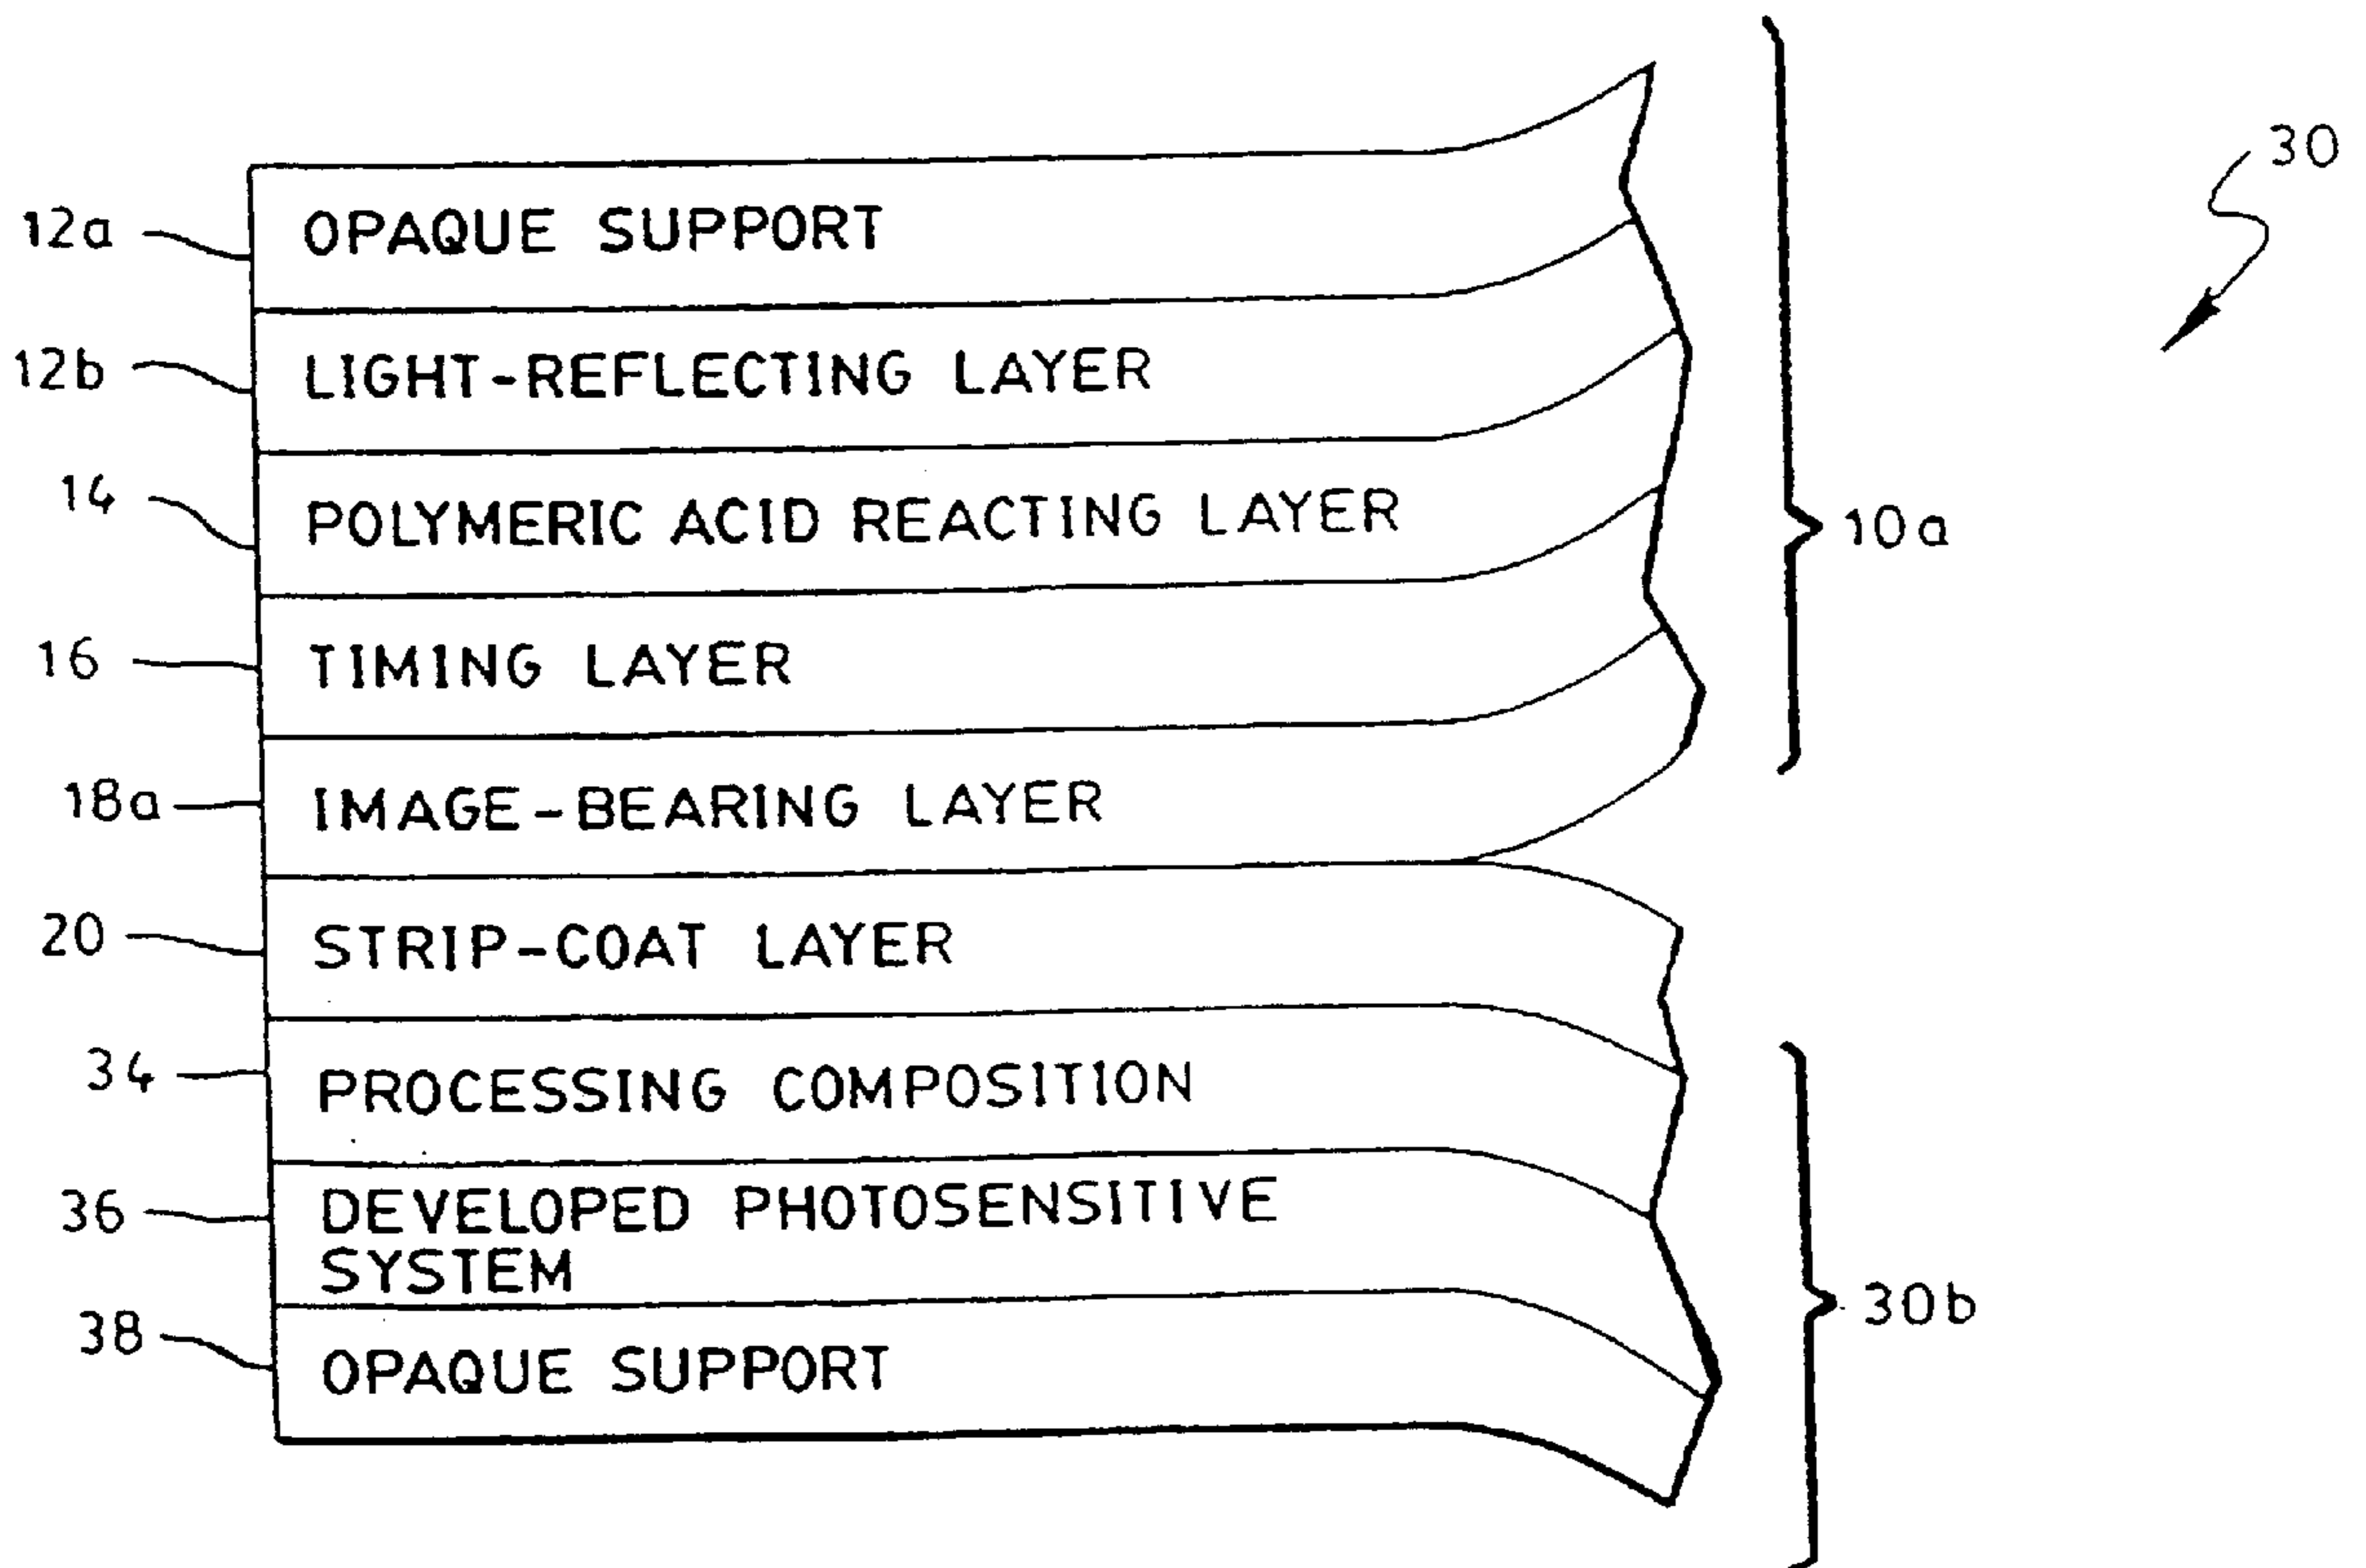 30
12a OPAQUE SUPPORT
12b LIGHT-REFLECTING LAYER
14 POLYMERIC ACID REACTING LAYER
10a
16 TIMING LAYER
18a IMAGE-BEARING LAYER
20 STRIP-COAT LAYER
34 PROCESSING COMPOSITION
36 DEVELOPED PHOTOSENSITIVE
SYSTEM
30b
38 OPAQUE SUPPORT